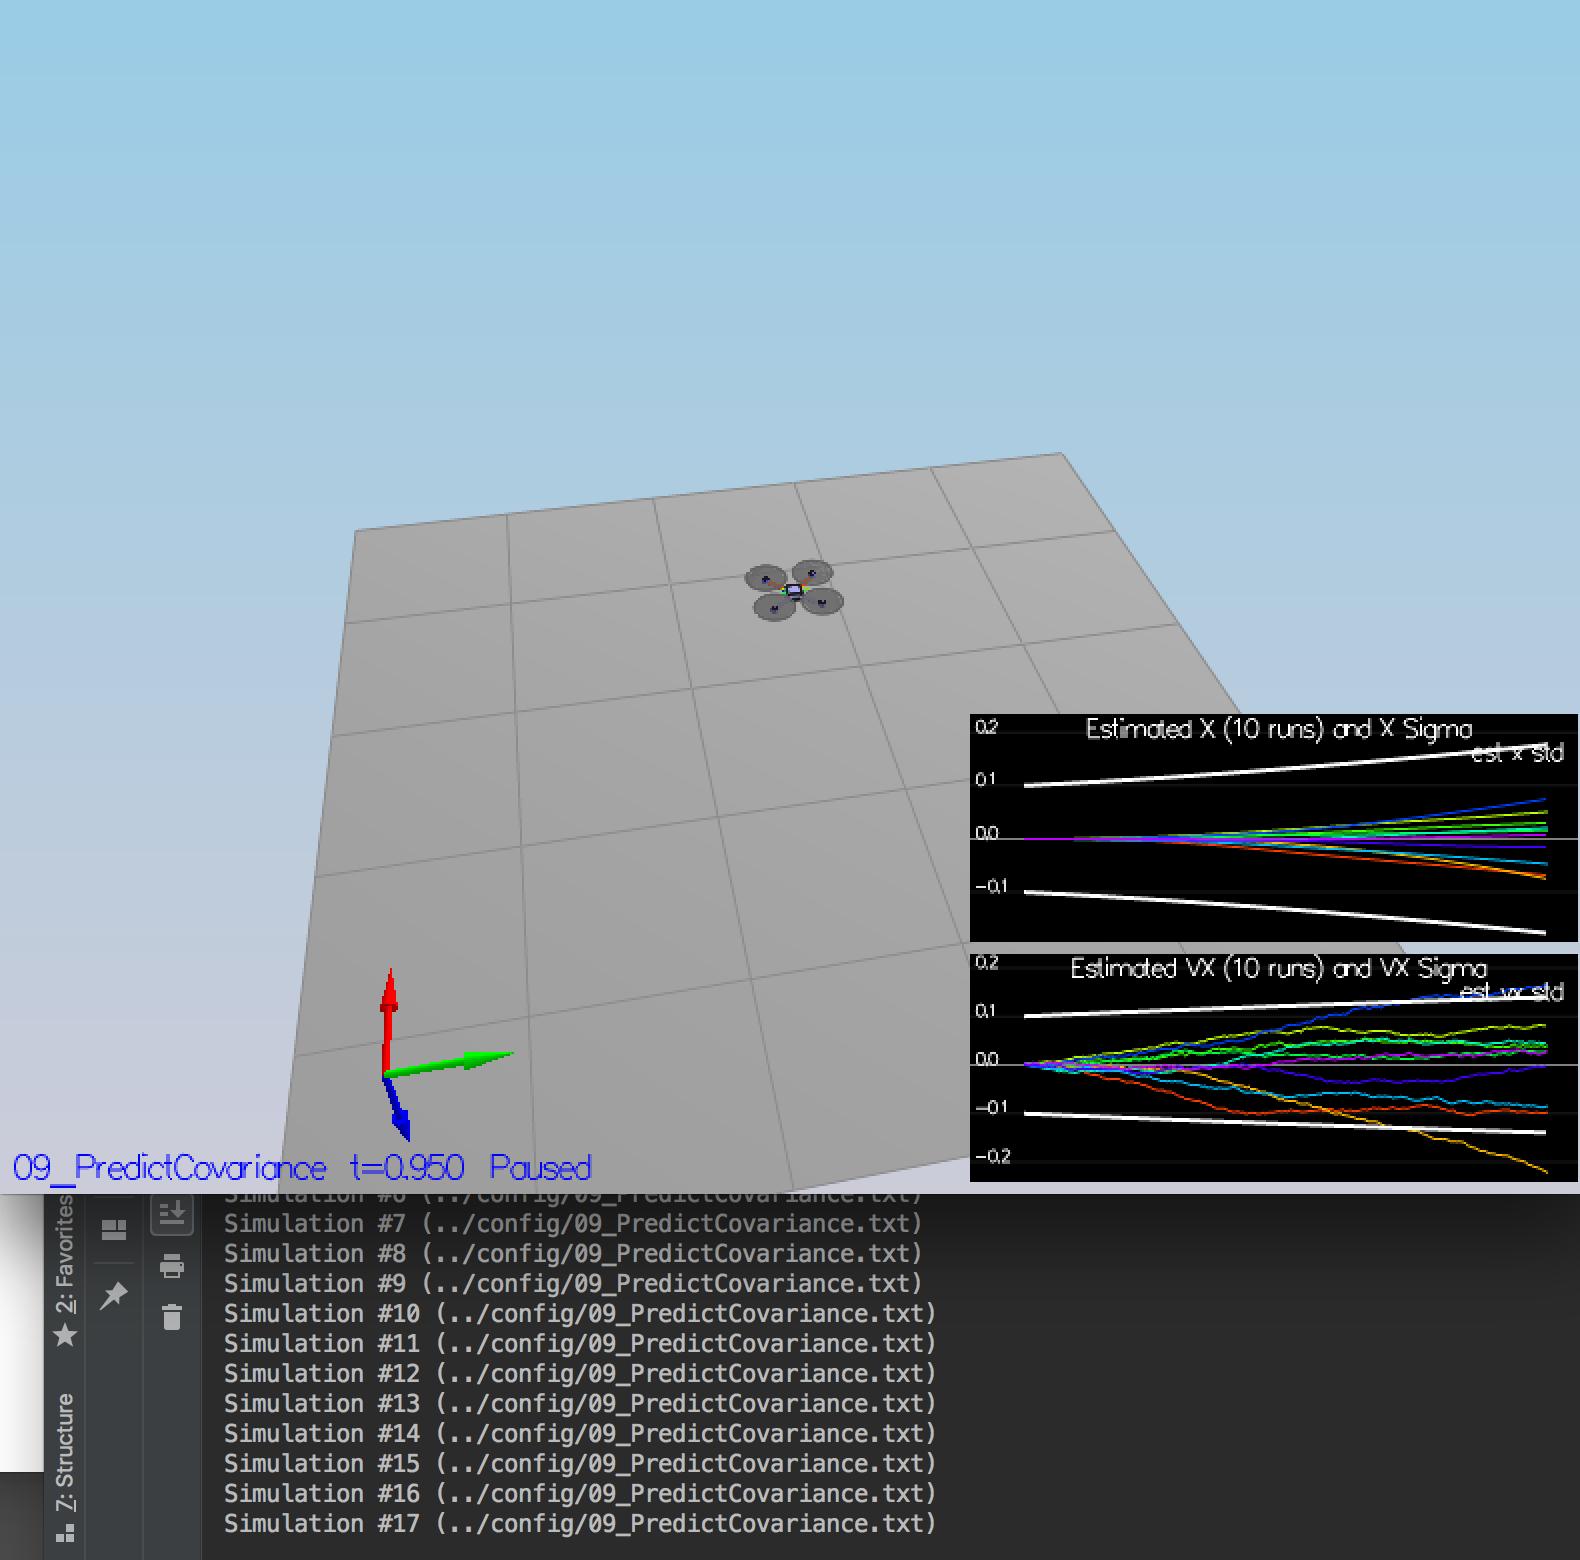 0.2
Estimated X (10 runs) and X Sigma
est x std
0.1
0.0
-0.1
0.2
Estimated VX (10 runs) and VX Sigma
est vx std
0.1
0.0
-0.1
-0.2
09_PredictCovariance t=0.950 Paused
Simulation #6 (../config/09_PredictCovariance.txt)
Simulation #7 (../config/09_PredictCovariance.txt)
Simulation #8 (../config/09_PredictCovariance.txt)
Simulation #9 (../config/09_PredictCovariance.txt)
Simulation #10 (../config/09_PredictCovariance.txt)
Simulation #11 (../config/09_PredictCovariance.txt)
Simulation #12 (../config/09_PredictCovariance.txt)
Simulation #13 (../config/09_PredictCovariance.txt)
Simulation #14 (../config/09_PredictCovariance.txt)
Simulation #15 (../config/09_PredictCovariance.txt)
Simulation #16 (../config/09_PredictCovariance.txt)
Simulation #17 (../config/09_PredictCovariance.txt)
2: Favorites
7: Structure